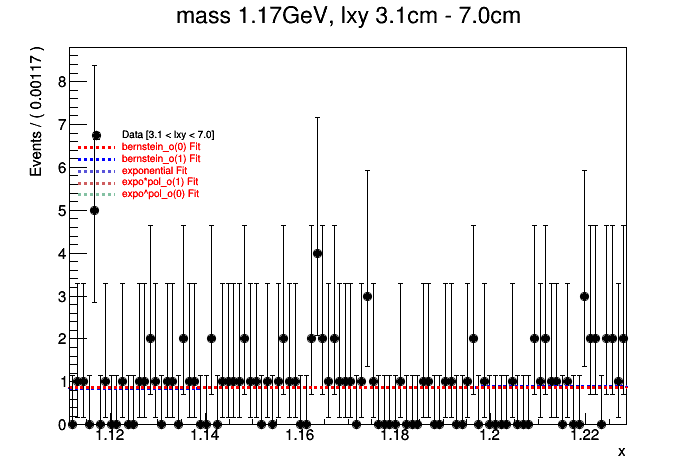 mass 1.17GeV, lxy 3.1cm - 7.0cm
Events / ( 0.00117 )
8
7
6
5
4
3
2
1
0
Data [3.1 < lxy < 7.0]
bernstein_o(0) Fit
bernstein_o(1) Fit
exponential Fit
expo*pol_o(1) Fit
expo^pol_o(0) Fit
1.12 1.14 1.16 1.18 1.2 1.22
x